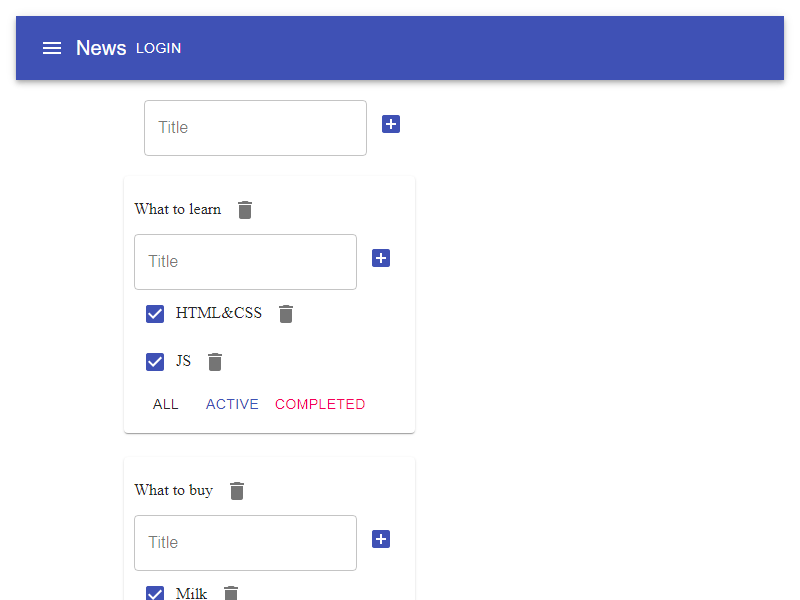 News LOGIN
Title
What to learn
Title
HTML&CSS
JS
ALL ACTIVE COMPLETED
What to buy
Title
Milk